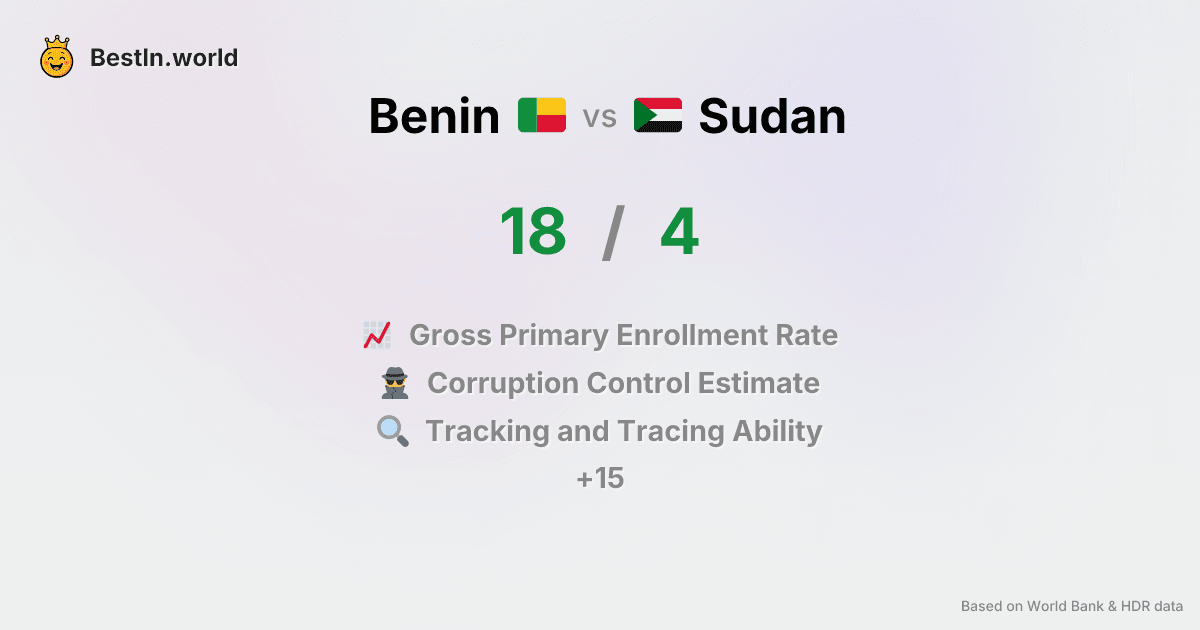 BestIn.world
Benin vs Sudan
18 / 4
Gross Primary Enrollment Rate
Corruption Control Estimate
Tracking and Tracing Ability
+15
Based on World Bank & HDR data